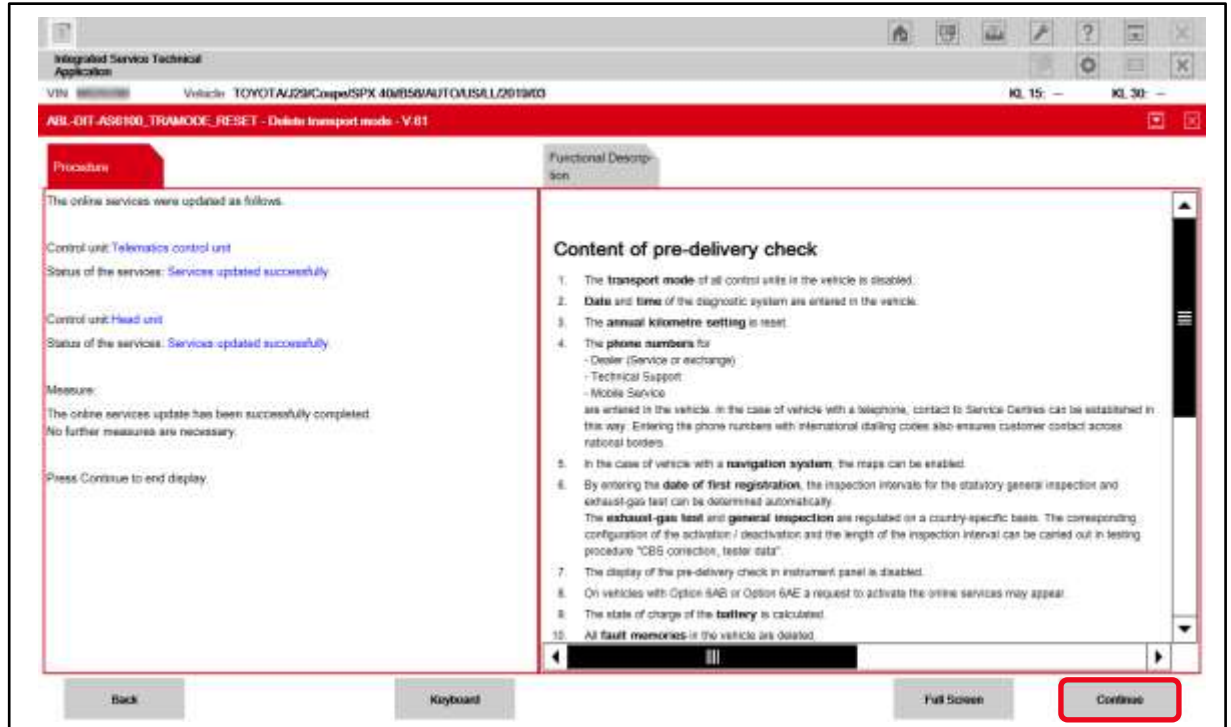 Integrated Service Technical
Application
VIN
Vehicle TOYOTA/J29/Coupe/SPX 40i/B58/AUTO/US/LL/2019/03
KL 15: --
KL 30: --
ABL-DIT-AS6100_TRAMODE_RESET - Delete transport mode - V.61
Procedure
Functional Descrip-
tion
The online services were updated as follows.
Control unit: Telematics control unit
Status of the services: Services updated successfully
Control unit: Head unit
Status of the services: Services updated successfully
Measure:
The online services update has been successfully completed.
No further measures are necessary.
Press Continue to end display.
Content of pre-delivery check
1. The transport mode of all control units in the vehicle is disabled.
2. Date and time of the diagnostic system are entered in the vehicle.
3. The annual kilometre setting is reset.
4. The phone numbers for
- Dealer (Service or exchange)
- Technical Support
- Mobile Service
are entered in the vehicle. In the case of vehicle with a telephone, contact to Service Centres can be established in
this way. Entering the phone numbers with international dialling codes also ensures customer contact across
national borders.
5. In the case of vehicle with a navigation system, the maps can be enabled.
6. By entering the date of first registration, the inspection intervals for the statutory general inspection and
exhaust-gas test can be determined automatically.
The exhaust-gas test and general inspection are regulated on a country-specific basis. The corresponding
configuration of the activation / deactivation and the length of the inspection interval can be carried out in testing
procedure "CBS correction, tester data".
7. The display of the pre-delivery check in instrument panel is disabled.
8. On vehicles with Option 6AB or Option 6AE a request to activate the online services may appear.
9. The state of charge of the battery is calculated.
10. All fault memories in the vehicle are deleted.
Back
Keyboard
Full Screen
Continue